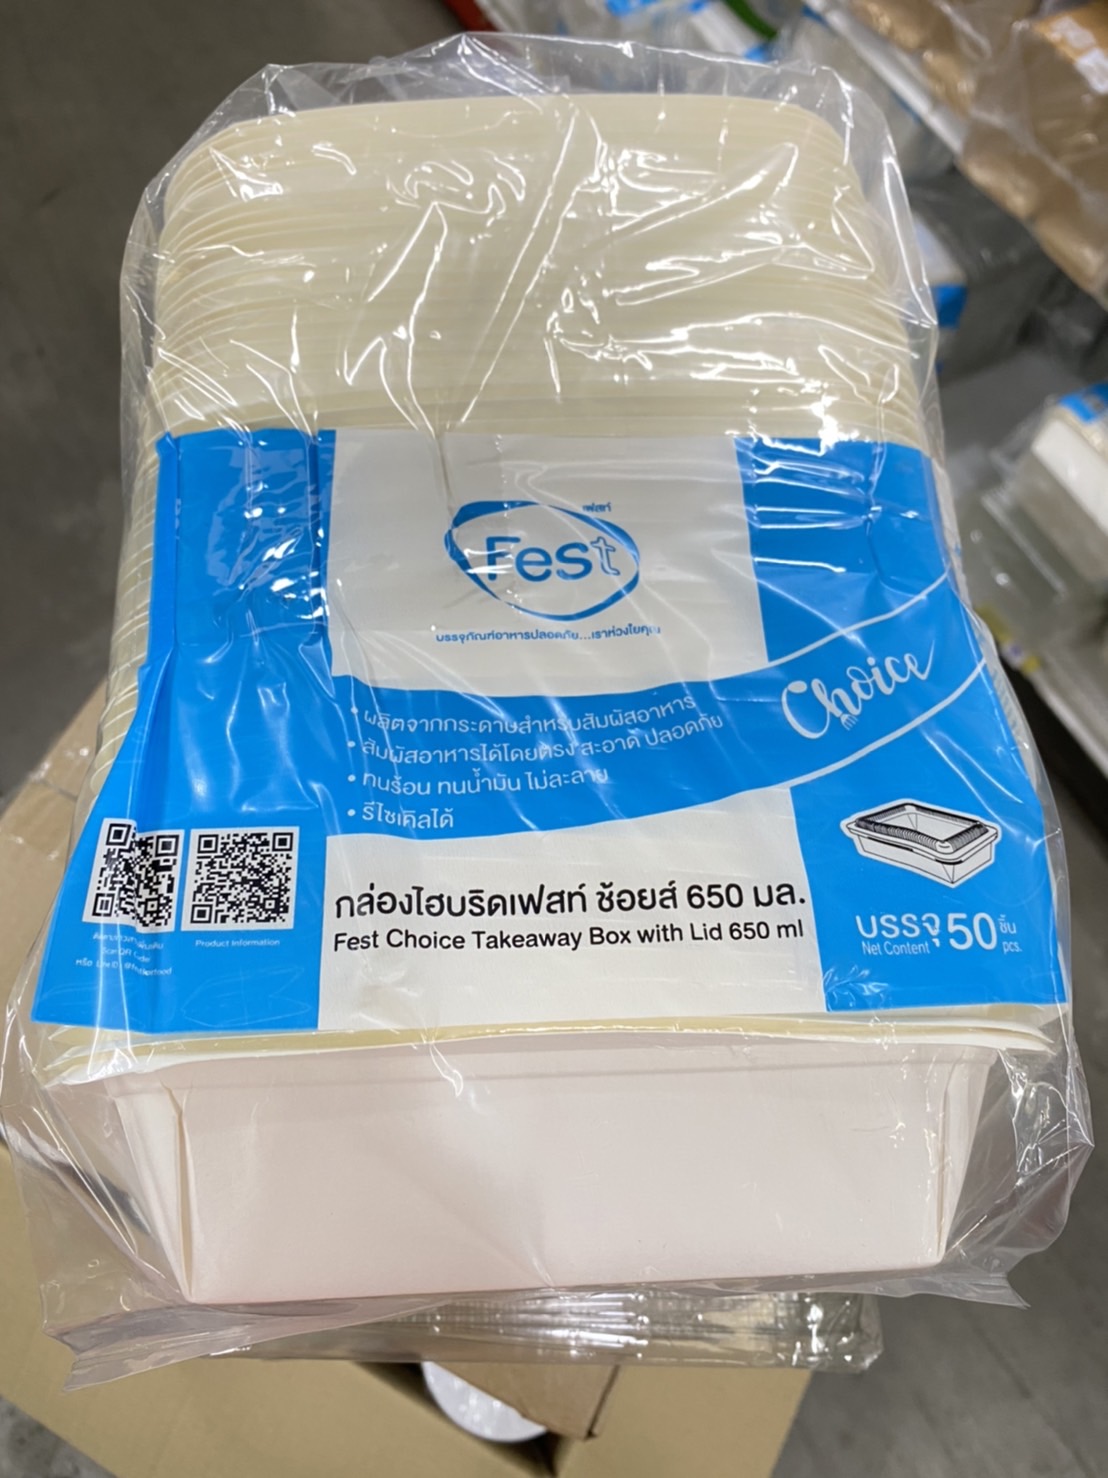 เฟสท์
Fest
บรรจุภัณฑ์อาหารปลอดภัย...เราห่วงใยคุณ
Choice
• ผลิตจากกระดาษสำหรับสัมผัสอาหาร
• สัมผัสอาหารได้โดยตรง สะอาด ปลอดภัย
• ทนร้อน ทนน้ำมัน ไม่ละลาย
• รีไซเคิลได้
กล่องไฮบริดเฟสท์ ช้อยส์ 650 มล.
Fest Choice Takeaway Box with Lid 650 ml
บรรจุ 50 ชิ้น
Net Content pcs.
Product Information